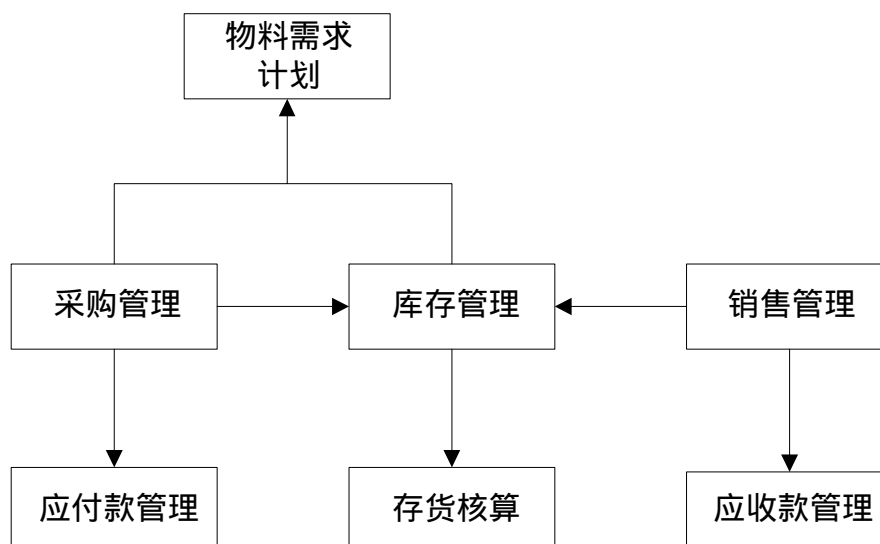 物料需求
计划
采购管理
库存管理
销售管理
应付款管理
存货核算
应收款管理